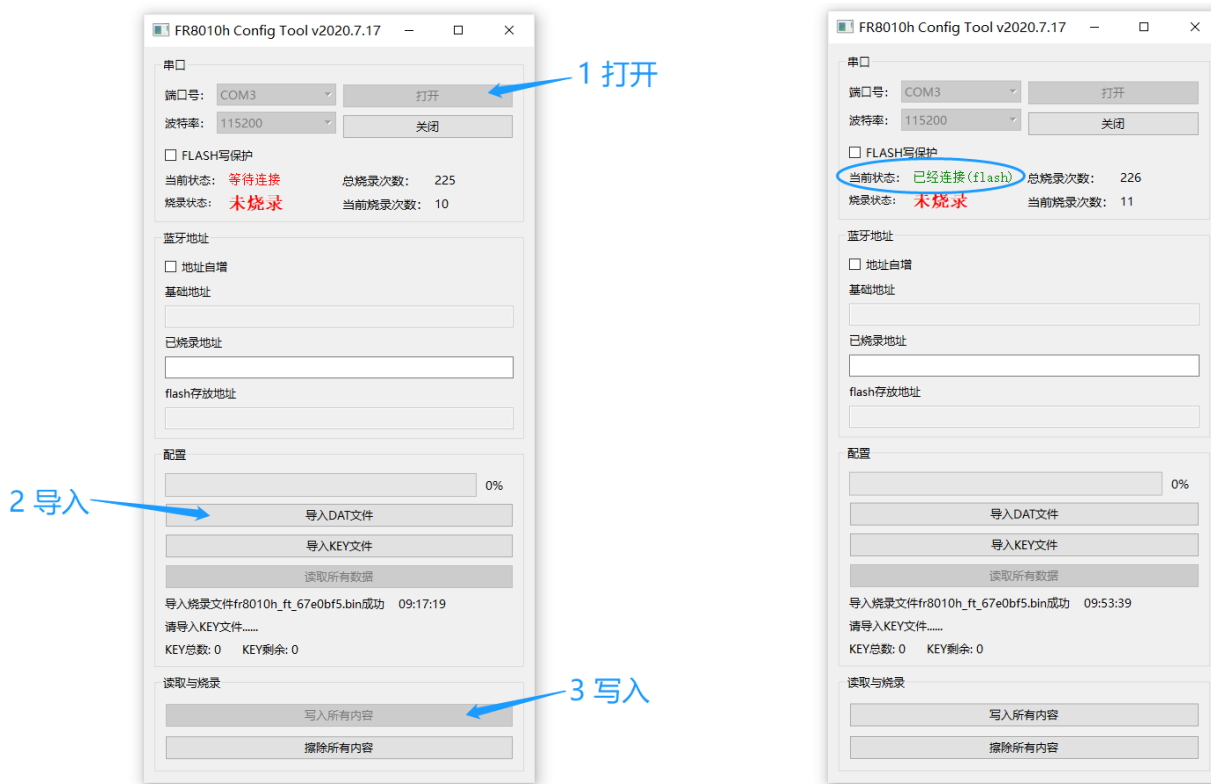 FR8010h Config Tool v2020.7.17
串口
端口号: COM3 打开
1 打开
波特率: 115200 关闭
FLASH写保护
当前状态: 等待连接 总烧录次数: 225
烧录状态: 未烧录 当前烧录次数: 10
蓝牙地址
地址自增
基础地址
已烧录地址
flash存放地址
配置
0%
2 导入
导入DAT文件
导入KEY文件
读取所有数据
导入烧录文件fr8010h_ft_67e0bf5.bin成功 09:17:19
请导入KEY文件......
KEY总数: 0 KEY剩余: 0
读取与烧录
3 写入
写入所有内容
擦除所有内容
FR8010h Config Tool v2020.7.17
串口
端口号: COM3 打开
波特率: 115200 关闭
FLASH写保护
当前状态: 已经连接(flash) 总烧录次数: 226
烧录状态: 未烧录 当前烧录次数: 11
蓝牙地址
地址自增
基础地址
已烧录地址
flash存放地址
配置
0%
导入DAT文件
导入KEY文件
读取所有数据
导入烧录文件fr8010h_ft_67e0bf5.bin成功 09:53:39
请导入KEY文件......
KEY总数: 0 KEY剩余: 0
读取与烧录
写入所有内容
擦除所有内容